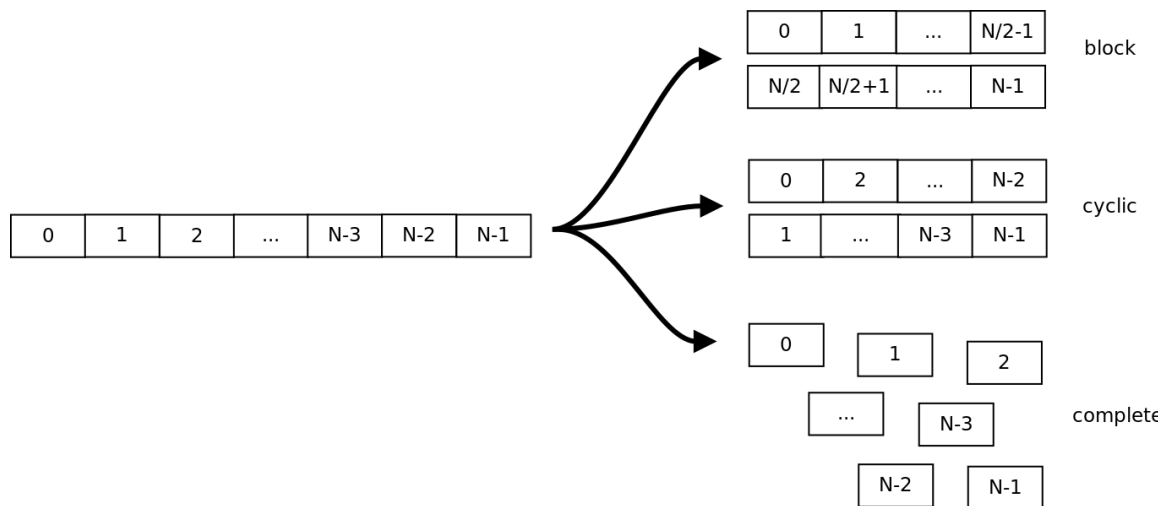 0 1 ... N/2-1
block
N/2 N/2+1 ... N-1
0 2 ... N-2
cyclic
1 ... N-3 N-1
0 1 2 ... N-3 N-2 N-1
0 1 2
... N-3
complete
N-2 N-1